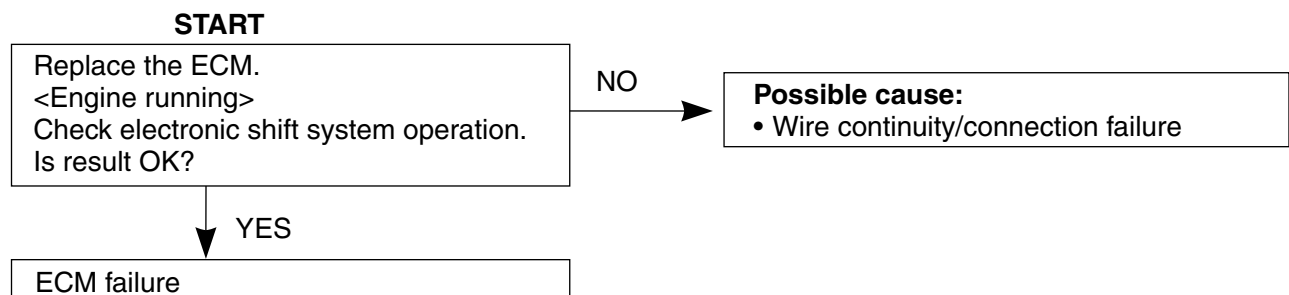 START
Replace the ECM.
<Engine running>
Check electronic shift system operation.
Is result OK?
NO
Possible cause:
• Wire continuity/connection failure
YES
ECM failure